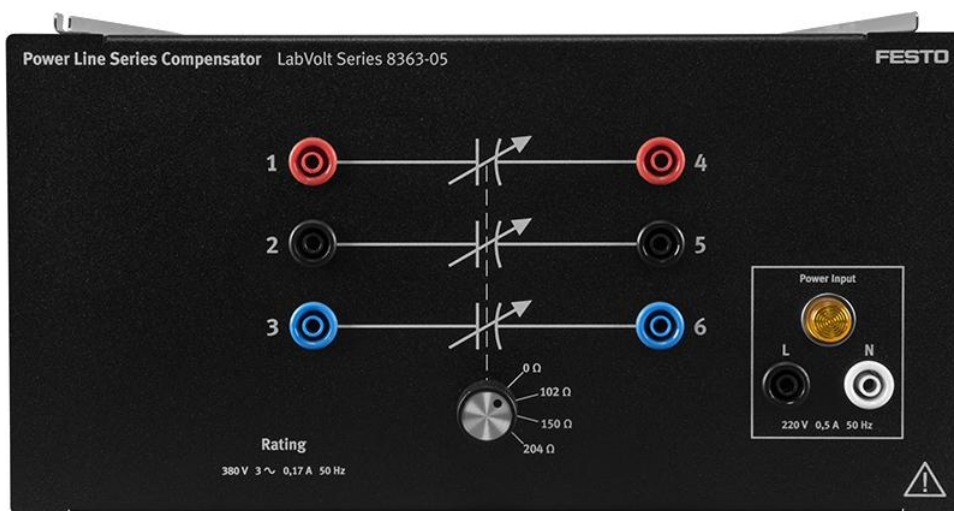 Power Line Series Compensator LabVolt Series 8363-05
FESTO
1
4
2
5
3
6
Power Input
L
N
220 V 0,5 A 50 Hz
0 Ω
102 Ω
150 Ω
204 Ω
Rating
380 V 3 ∿ 0,17 A 50 Hz